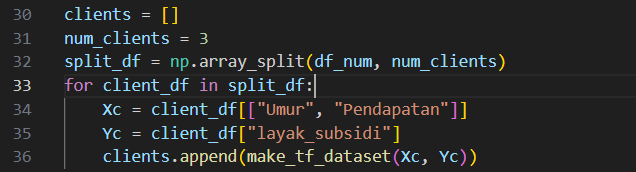 30 clients = []
31 num_clients = 3
32 split_df = np.array_split(df_num, num_clients)
33 for client_df in split_df:
34     Xc = client_df[["Umur", "Pendapatan"]]
35     Yc = client_df["layak_subsidi"]
36     clients.append(make_tf_dataset(Xc, Yc))